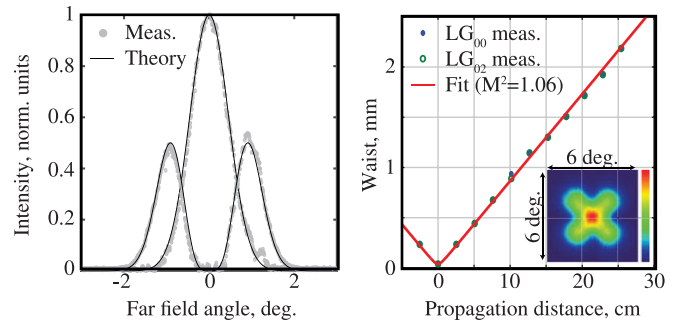 Meas.
Theory
1
0.8
0.6
0.4
0.2
0
-2
0
2
Intensity, norm. units
Far field angle, deg.
LG₀₀ meas.
LG₀₂ meas.
Fit (M²=1.06)
2
1
0
0
10
20
30
Waist, mm
Propagation distance, cm
6 deg.
6 deg.